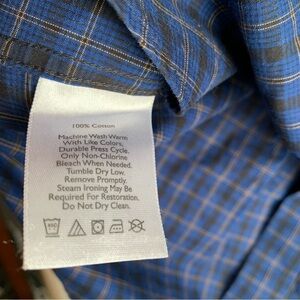 100% Cotton
Machine Wash Warm
With Like Colors,
Durable Press Cycle.
Only Non-Chlorine
Bleach When Needed.
Tumble Dry Low.
Remove Promptly.
Steam Ironing May Be
Required For Restoration.
Do Not Dry Clean.